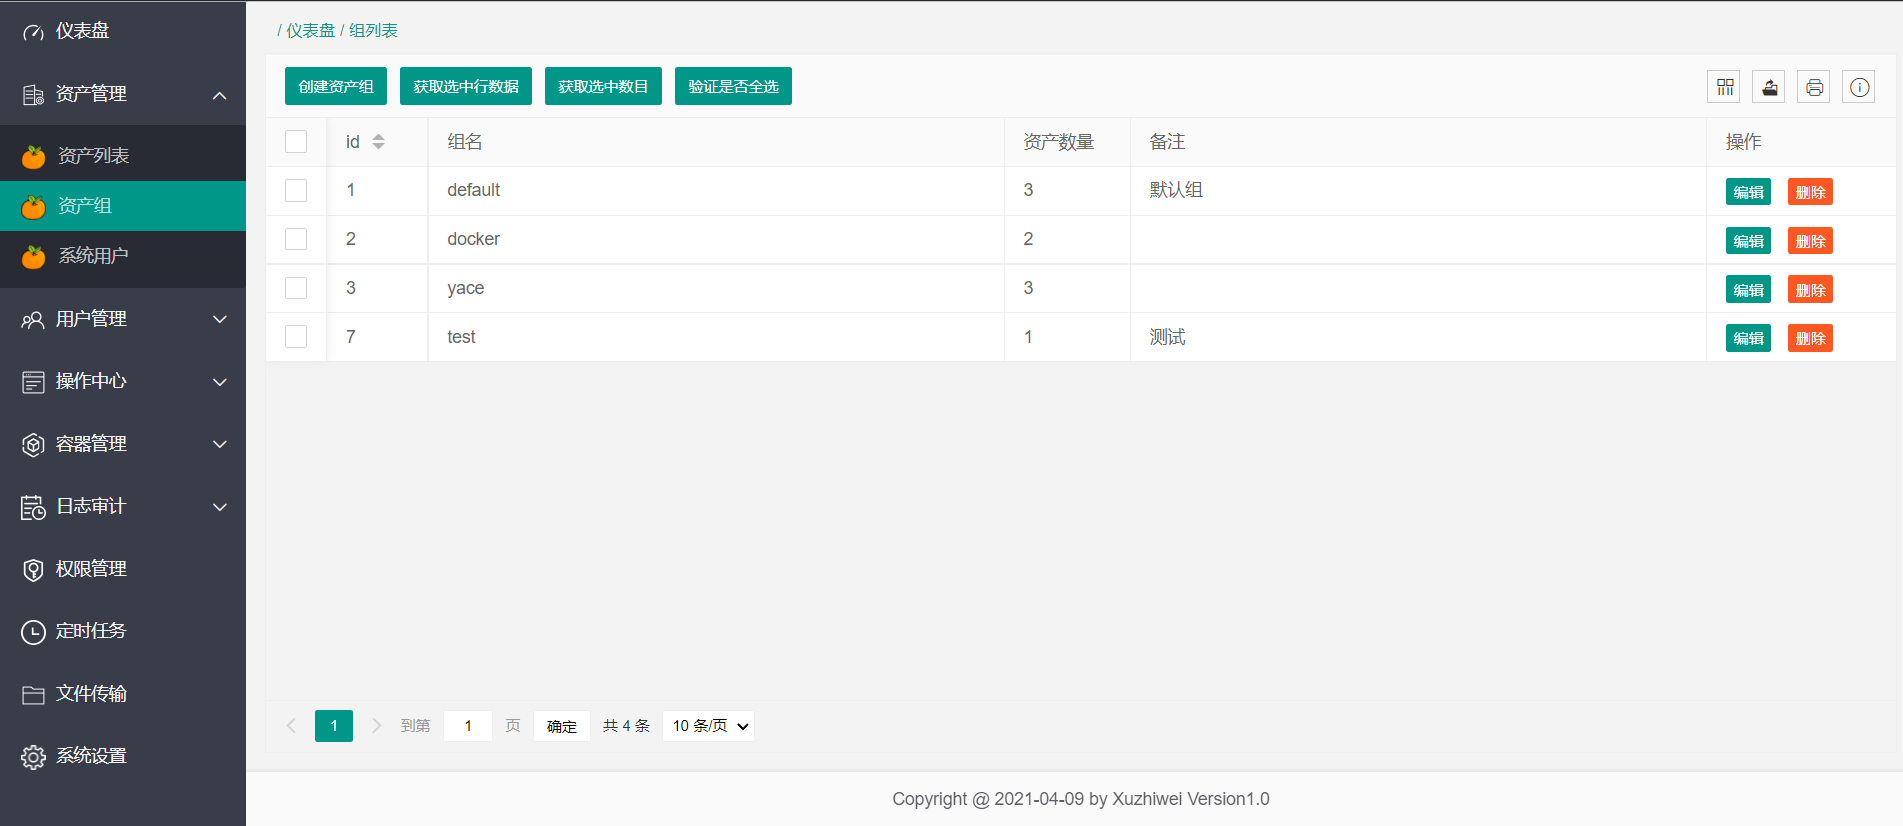 仪表盘
资产管理
资产列表
资产组
系统用户
用户管理
操作中心
容器管理
日志审计
权限管理
定时任务
文件传输
系统设置
/ 仪表盘 / 组列表
创建资产组 获取选中行数据 获取选中数目 验证是否全选
id 组名 资产数量 备注 操作
1 default 3 默认组 编辑 删除
2 docker 2 编辑 删除
3 yace 3 编辑 删除
7 test 1 测试 编辑 删除
1 到第 1 页 确定 共 4 条 10 条/页
Copyright @ 2021-04-09 by Xuzhiwei Version1.0